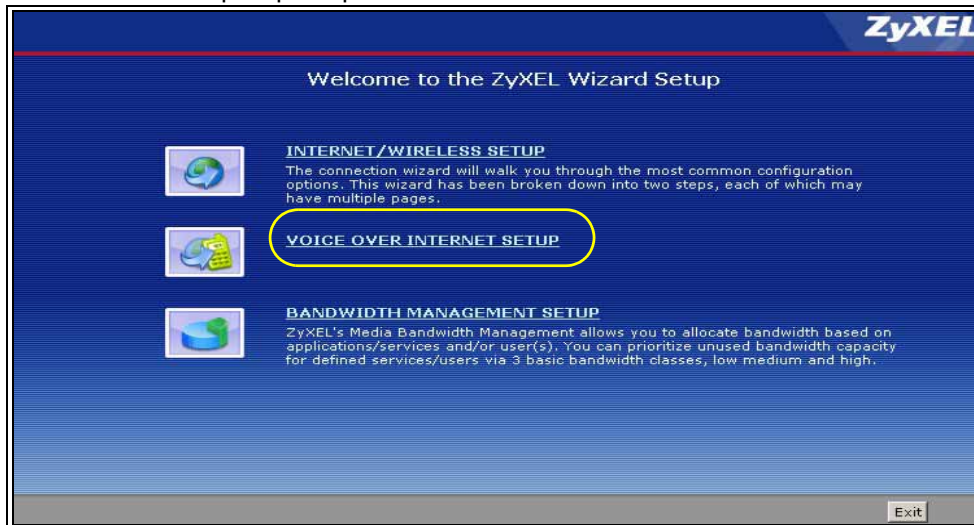 ZyXEL
Welcome to the ZyXEL Wizard Setup
INTERNET/WIRELESS SETUP
The connection wizard will walk you through the most common configuration
options. This wizard has been broken down into two steps, each of which may
have multiple pages.
VOICE OVER INTERNET SETUP
BANDWIDTH MANAGEMENT SETUP
ZyXEL's Media Bandwidth Management allows you to allocate bandwidth based on
applications/services and/or user(s). You can prioritize unused bandwidth capacity
for defined services/users via 3 basic bandwidth classes, low medium and high.
Exit